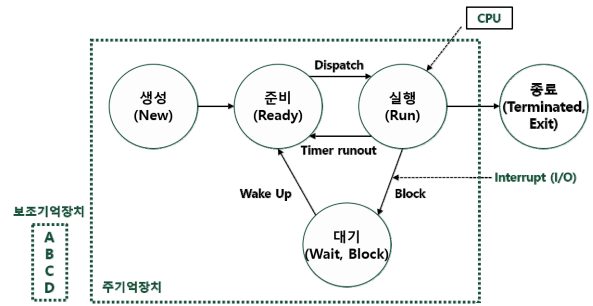 CPU
Dispatch
생성
(New)
준비
(Ready)
실행
(Run)
종료
(Terminated,
Exit)
Timer runout
Wake Up
Block
Interrupt (I/O)
보조기억장치
A
B
C
D
대기
(Wait, Block)
주기억장치